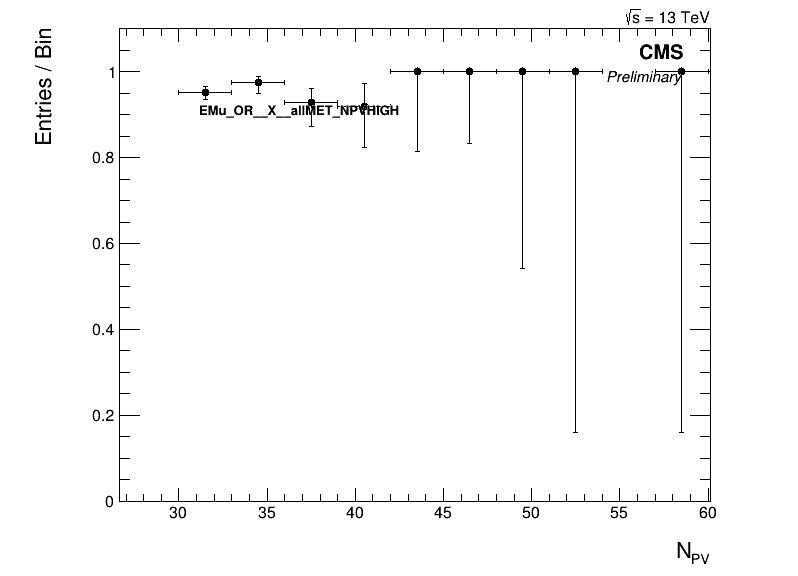 √s = 13 TeV
Entries / Bin
CMS
Preliminary
EMu_OR__X__allMET_NPVHIGH
1
0.8
0.6
0.4
0.2
0
30 35 40 45 50 55 60
N_PV